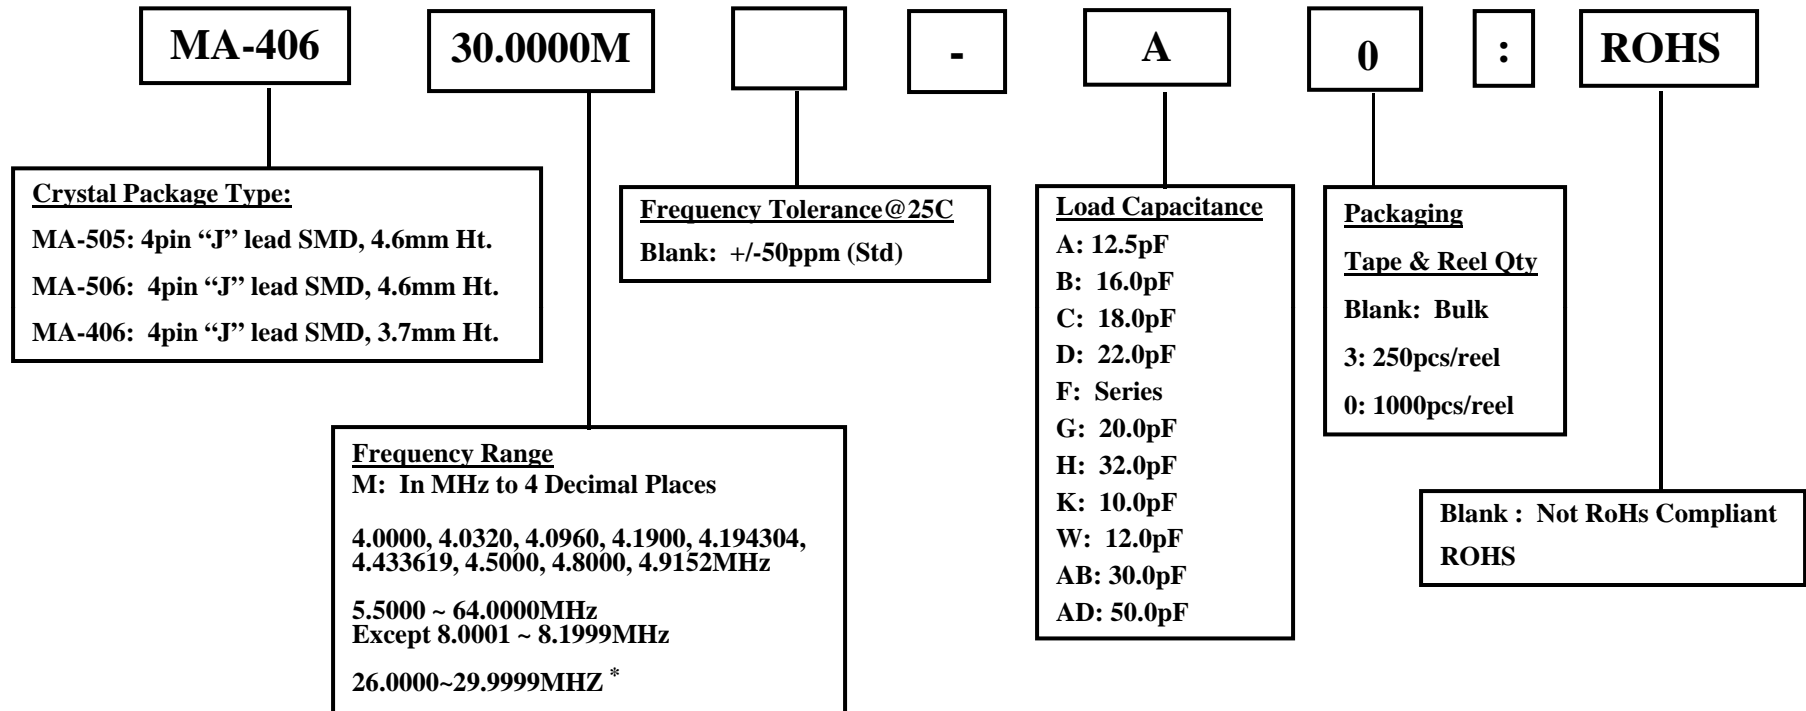 MA-406 30.0000M - A 0 : ROHS
Crystal Package Type:
MA-505: 4pin “J” lead SMD, 4.6mm Ht.
MA-506: 4pin “J” lead SMD, 4.6mm Ht.
MA-406: 4pin “J” lead SMD, 3.7mm Ht.
Frequency Range
M: In MHz to 4 Decimal Places
4.0000, 4.0320, 4.0960, 4.1900, 4.194304,
4.433619, 4.5000, 4.8000, 4.9152MHz
5.5000 ~ 64.0000MHz
Except 8.0001 ~ 8.1999MHz
26.0000~29.9999MHZ *
Frequency Tolerance@25C
Blank: +/-50ppm (Std)
Load Capacitance
A: 12.5pF
B: 16.0pF
C: 18.0pF
D: 22.0pF
F: Series
G: 20.0pF
H: 32.0pF
K: 10.0pF
W: 12.0pF
AB: 30.0pF
AD: 50.0pF
Packaging
Tape & Reel Qty
Blank: Bulk
3: 250pcs/reel
0: 1000pcs/reel
Blank : Not RoHs Compliant
ROHS